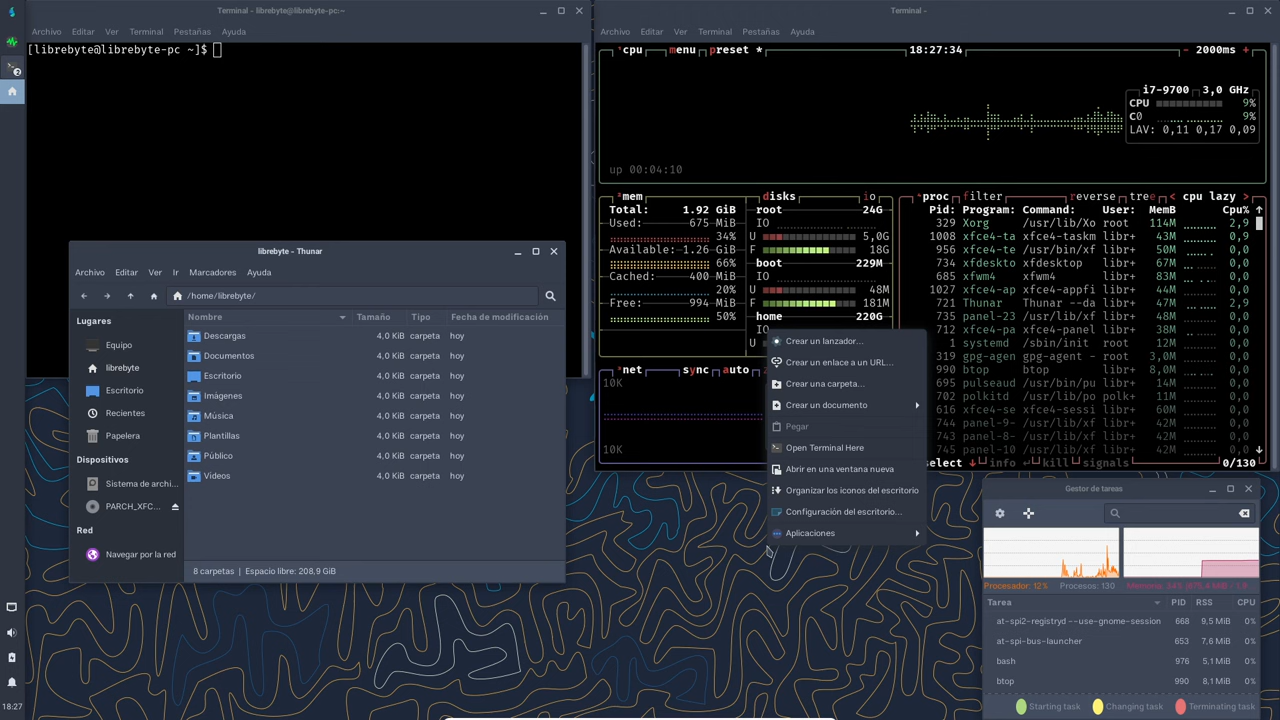 Terminal - librebyte@librebyte-pc:~
Archivo Editar Ver Terminal Pestañas Ayuda
[librebyte@librebyte-pc ~]$
Terminal -
Archivo Editar Ver Terminal Pestañas Ayuda
¹cpu menu preset * 18:27:34 - 2000ms +
i7-9700 3,0 GHz
CPU 9%
C0 9%
LAV: 0,11 0,17 0,09
up 00:04:10
²mem
Total: 1.92 GiB
Used: 675 MiB
34%
Available: 1.26 GiB
66%
Cached: 400 MiB
20%
Free: 994 MiB
50%
disks io
root 24G
IO
U 5,0G
F 18G
boot 229M
IO
U 48M
F 181M
home 220G
IO
U
³net sync auto
10K
10K
⁴proc filter reverse tree < cpu lazy >
Pid: Program: Command: User: MemB Cpu% ↑
329 Xorg /usr/lib/Xo root 114M 2,9
1008 xfce4-ta xfce4-taskm libr+ 43M 0,9
956 xfce4-te /usr/bin/xf libr+ 49M 0,9
734 xfdeskto xfdesktop libr+ 67M 0,0
685 xfwm4 xfwm4 libr+ 83M 0,0
1027 xfce4-ap xfce4-appfi libr+ 44M 0,0
721 Thunar Thunar --da libr+ 47M 2,9
735 panel-23 /usr/lib/xf libr+ 34M 0,0
712 xfce4-pa xfce4-panel libr+ 38M 0,0
1 systemd /sbin/init root 12M 0,0
319 gpg-agen gpg-agent - root 3,0M 0,0
990 btop btop libr+ 8,0M 0,0
525 pulseaud /usr/bin/pu libr+ 14M 0,0
702 polkitd /usr/lib/po polk+ 11M 0,0
616 xfce4-se xfce4-sessi libr+ 60M 0,0
714 panel-9- /usr/lib/xf libr+ 42M 0,0
panel-8- /usr/lib/xf libr+ 42M 0,0
panel-10 /usr/lib/xf libr+ 42M 0,0 ↓
select ↓ info ↲ kill signals 0/130
Crear un lanzador...
Crear un enlace a un URL...
Crear una carpeta...
Crear un documento
Pegar
Open Terminal Here
Abrir en una ventana nueva
Organizar los iconos del escritorio
Configuración del escritorio...
Aplicaciones
librebyte - Thunar
Archivo Editar Ver Ir Marcadores Ayuda
/home/librebyte/
Lugares
Equipo
librebyte
Escritorio
Recientes
Papelera
Dispositivos
Sistema de archi...
PARCH_XFC...
Red
Navegar por la red
Nombre Tamaño Tipo Fecha de modificación
Descargas 4,0 KiB carpeta hoy
Documentos 4,0 KiB carpeta hoy
Escritorio 4,0 KiB carpeta hoy
Imágenes 4,0 KiB carpeta hoy
Música 4,0 KiB carpeta hoy
Plantillas 4,0 KiB carpeta hoy
Público 4,0 KiB carpeta hoy
Videos 4,0 KiB carpeta hoy
8 carpetas | Espacio libre: 208,9 GiB
Gestor de tareas
Procesador: 12% Procesos: 130
Tarea PID RSS CPU
at-spi2-registryd --use-gnome-session 668 9,5 MiB 0%
at-spi-bus-launcher 653 7,6 MiB 0%
bash 976 5,1 MiB 0%
btop 990 8,1 MiB 0%
Starting task Changing task Terminating task
2
18:27